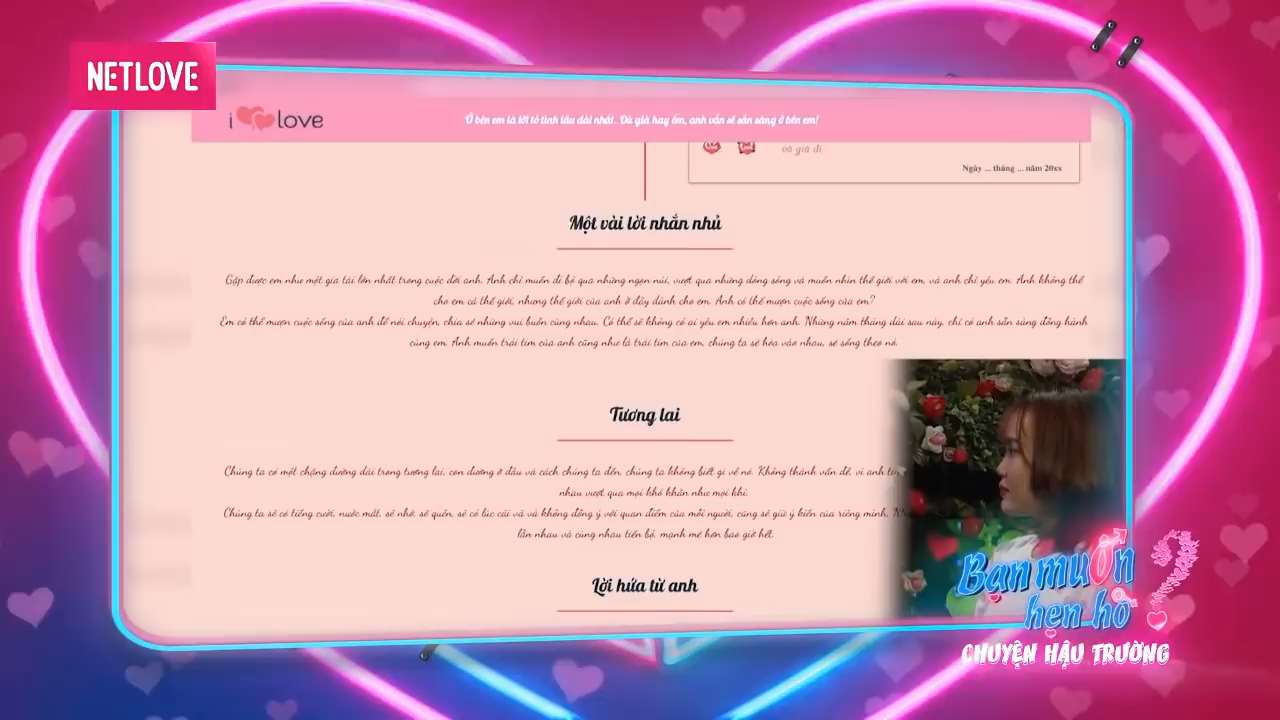 NETLOVE
i love
Ở bên em là lời tỏ tình lâu dài nhất. Dù già hay ốm, anh vẫn sẽ sẵn sàng ở bên em!
và già đi
Ngày ... tháng ... năm 20xx
Một vài lời nhắn nhủ
Gặp được em như một gia tài lớn nhất trong cuộc đời anh. Anh chỉ muốn đi bộ qua những ngọn núi, vượt qua những dòng sông và muốn nhìn thế giới với em, và anh chỉ yêu em. Anh không thể
cho em cả thế giới, nhưng thế giới của anh ở đây dành cho em. Anh có thể mượn cuộc sống của em?
Em có thể mượn cuộc sống của anh để nói chuyện, chia sẻ những vui buồn cùng nhau. Có thể sẽ không có ai yêu em nhiều hơn anh. Những năm tháng dài sau này, chỉ có anh sẵn sàng đồng hành
cùng em. Anh muốn trái tim của anh cũng như là trái tim của em, chúng ta sẽ hòa vào nhau, sẽ sống theo nó.
Tương lai
Chúng ta có một chặng đường dài trong tương lai, con đường ở đâu và cách chúng ta đến, chúng ta không biết gì về nó. Không thành vấn đề, vì anh
nhau vượt qua mọi khó khăn như mọi khi.
Chúng ta sẽ có tiếng cười, nước mắt, sẽ nhớ, sẽ quên, sẽ có lúc cãi vã và không đồng ý với quan điểm của mỗi người, cũng sẽ giữ ý kiến của riêng mình.
lẫn nhau và cùng nhau tiến bộ, mạnh mẽ hơn bao giờ hết.
Lời hứa từ anh
Bạn muốn
hẹn hò ?
CHUYỆN HẬU TRƯỜNG